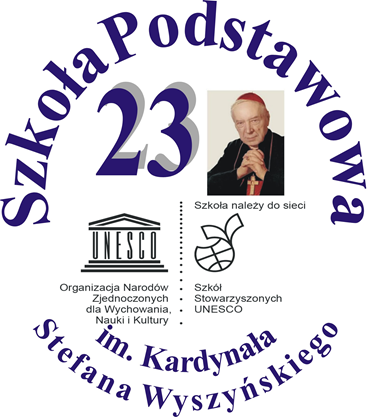 Szkoła Podstawowa
23
Szkoła należy do sieci
UNESCO
Organizacja Narodów
Zjednoczonych
dla Wychowania,
Nauki i Kultury
Szkół
Stowarzyszonych
UNESCO
im. Kardynała
Stefana Wyszyńskiego